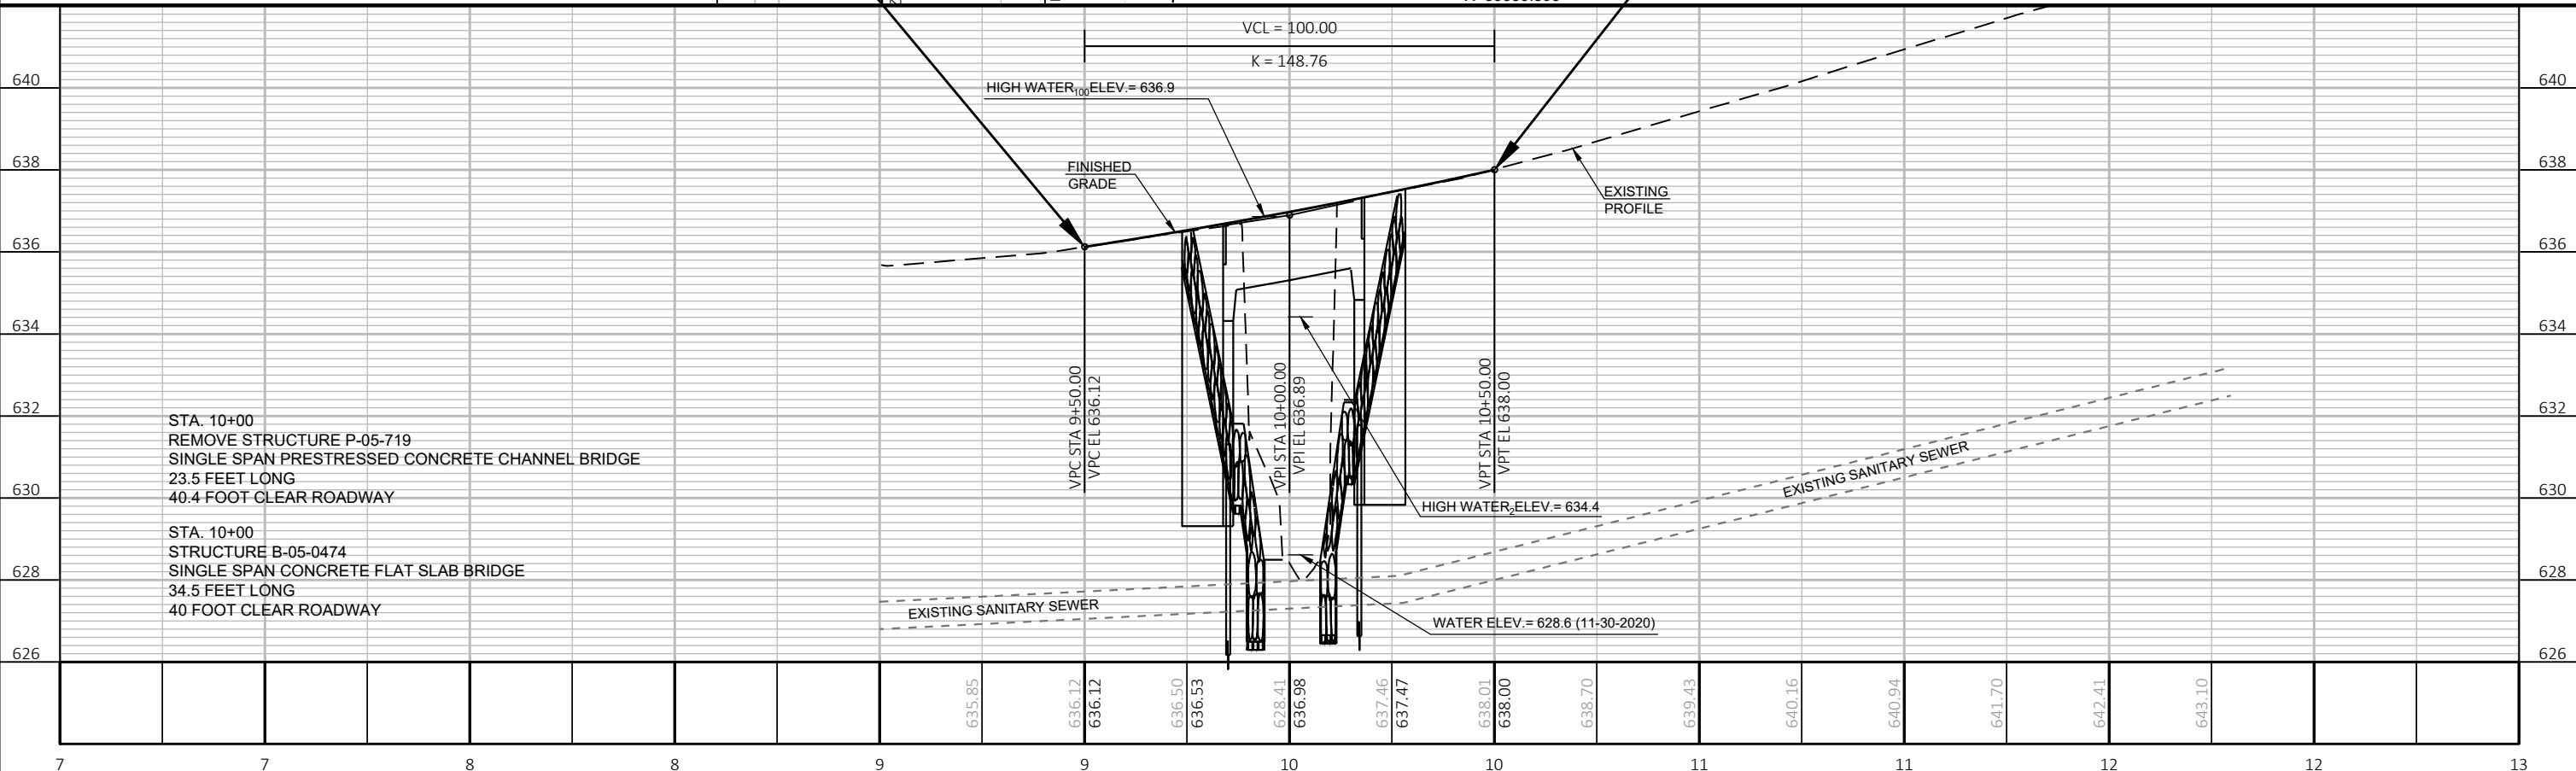 VCL = 100.00
K = 148.76
HIGH WATER100ELEV.= 636.9
FINISHED
GRADE
EXISTING
PROFILE
640
638
636
634
632
630
628
626
640
638
636
634
632
630
628
626
VPC STA 9+50.00
VPC EL 636.12
VPI STA 10+00.00
VPI EL 636.89
VPT STA 10+50.00
VPT EL 638.00
STA. 10+00
REMOVE STRUCTURE P-05-719
SINGLE SPAN PRESTRESSED CONCRETE CHANNEL BRIDGE
23.5 FEET LONG
40.4 FOOT CLEAR ROADWAY
STA. 10+00
STRUCTURE B-05-0474
SINGLE SPAN CONCRETE FLAT SLAB BRIDGE
34.5 FEET LONG
40 FOOT CLEAR ROADWAY
HIGH WATER2ELEV.= 634.4
EXISTING SANITARY SEWER
EXISTING SANITARY SEWER
WATER ELEV.= 628.6 (11-30-2020)
635.85
636.12
636.12
636.50
636.53
628.41
636.98
637.46
637.47
638.01
638.00
638.70
639.43
640.16
640.94
641.70
642.41
643.10
7 7 8 8 9 9 10 10 11 11 12 12 13